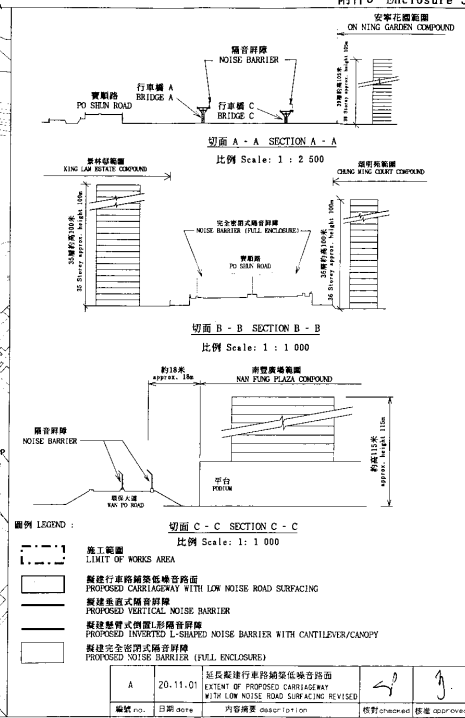 附件5 Enclosure 5
安寧花園範圍
ON NING GARDEN COMPOUND
隔音屏障
NOISE BARRIER
行車橋 A
BRIDGE A
行車橋 C
BRIDGE C
寶順路
PO SHUN ROAD
切面 A - A SECTION A - A
比例 Scale: 1 : 2 500
景林邨範圍
KING LAM ESTATE COMPOUND
頌明苑範圍
CHUNG MING COURT COMPOUND
35層約高100米
35 Storey approx. height 100m
完全密閉式隔音屏障
NOISE BARRIER (FULL ENCLOSURE)
寶順路
PO SHUN ROAD
36 Storey approx. height 100m
切面 B - B SECTION B - B
比例 Scale: 1 : 1 000
約18米
approx. 18m
南豐廣場範圍
NAN FUNG PLAZA COMPOUND
隔音屏障
NOISE BARRIER
平台
PODIUM
約高115米
approx. height 115m
環保大道
WAN PO ROAD
圖例 LEGEND :
切面 C - C SECTION C - C
比例 Scale: 1: 1 000
施工範圍
LIMIT OF WORKS AREA
擬建行車路鋪築低噪音路面
PROPOSED CARRIAGEWAY WITH LOW NOISE ROAD SURFACING
擬建垂直式隔音屏障
PROPOSED VERTICAL NOISE BARRIER
擬建懸臂式倒置L形隔音屏障
PROPOSED INVERTED L-SHAPED NOISE BARRIER WITH CANTILEVER/CANOPY
擬建完全密閉式隔音屏障
PROPOSED NOISE BARRIER (FULL ENCLOSURE)
A 20.11.01 延長擬建行車路鋪築低噪音路面
EXTENT OF PROPOSED CARRIAGEWAY
WITH LOW NOISE ROAD SURFACING REVISED
編號 no. 日期 date 內容摘要 description 核對 checked 核准 approved